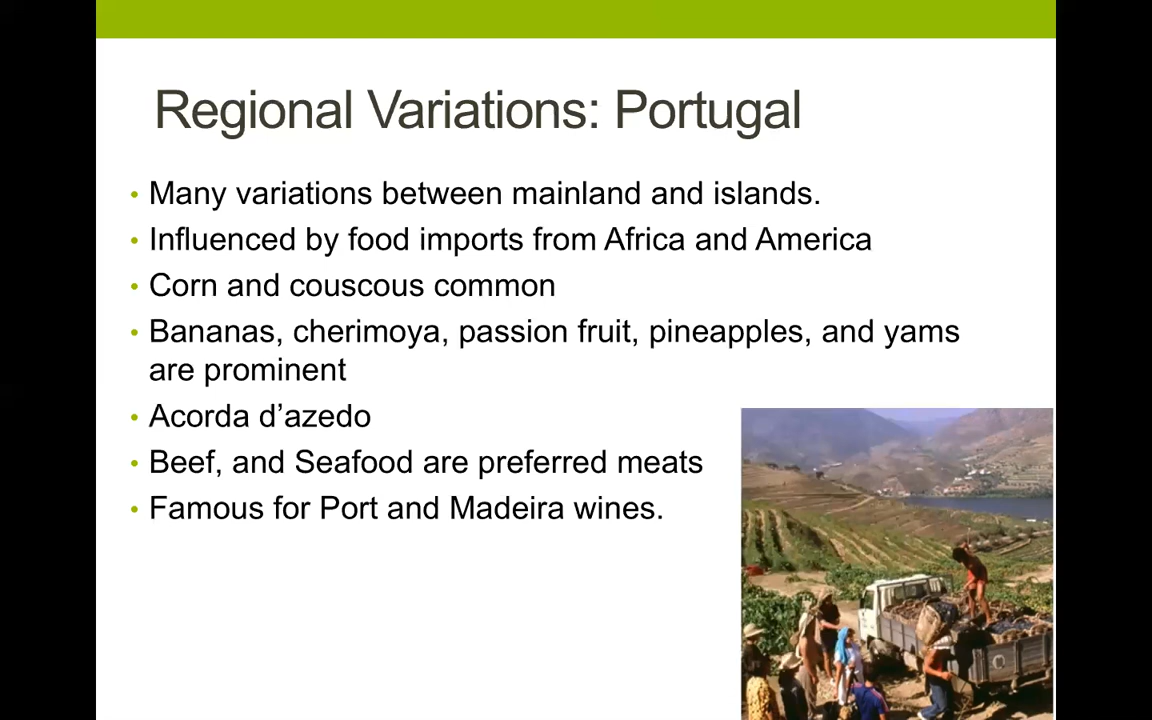 Regional Variations: Portugal
• Many variations between mainland and islands.
• Influenced by food imports from Africa and America
• Corn and couscous common
• Bananas, cherimoya, passion fruit, pineapples, and yams
are prominent
• Acorda d’azedo
• Beef, and Seafood are preferred meats
• Famous for Port and Madeira wines.